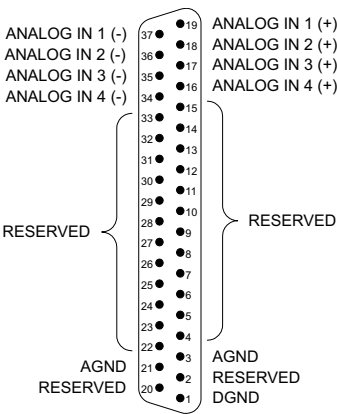 19 ANALOG IN 1 (+)
ANALOG IN 1 (-) 37
18 ANALOG IN 2 (+)
ANALOG IN 2 (-) 36
17 ANALOG IN 3 (+)
ANALOG IN 3 (-) 35
16 ANALOG IN 4 (+)
ANALOG IN 4 (-) 34
15
33
14
32
13
31
12
30
11
29
10
28
9
RESERVED
RESERVED
27
8
26
7
25
6
24
5
23
4
22
3 AGND
AGND 21
2 RESERVED
RESERVED 20
1 DGND